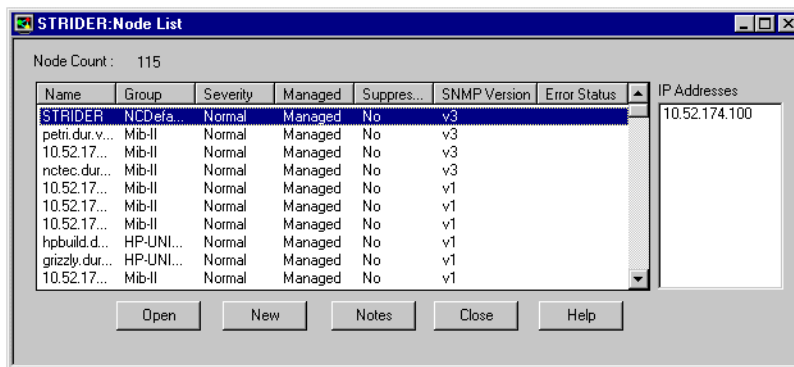 STRIDER:Node List
Node Count : 115
Name Group Severity Managed Suppres... SNMP Version Error Status IP Addresses
STRIDER NCDefa... Normal Managed No v3 10.52.174.100
petri.dur.v... Mib-II Normal Managed No v3
10.52.17... Mib-II Normal Managed No v3
nctec.dur... Mib-II Normal Managed No v3
10.52.17... Mib-II Normal Managed No v1
10.52.17... Mib-II Normal Managed No v1
10.52.17... Mib-II Normal Managed No v1
hpbuild.d... HP-UNI... Normal Managed No v1
grizzly.dur... HP-UNI... Normal Managed No v1
10.52.17... Mib-II Normal Managed No v1
Open New Notes Close Help